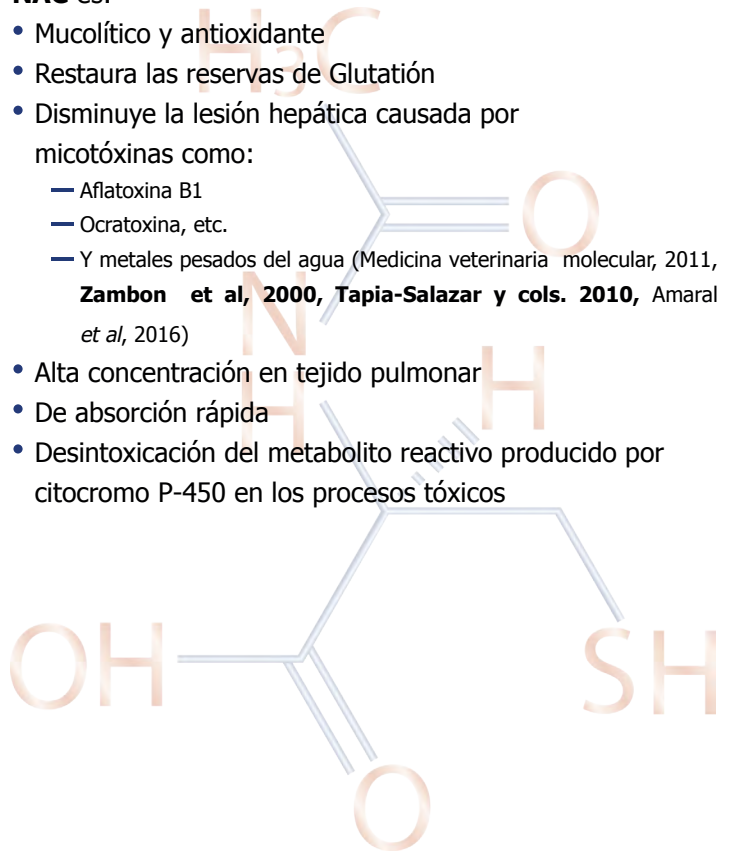 NAC es:
• Mucolítico y antioxidante
• Restaura las reservas de Glutatión
• Disminuye la lesión hepática causada por
micotóxinas como:
— Aflatoxina B1
— Ocratoxina, etc.
— Y metales pesados del agua (Medicina veterinaria molecular, 2011,
Zambon et al, 2000, Tapia-Salazar y cols. 2010, Amaral
et al, 2016)
• Alta concentración en tejido pulmonar
• De absorción rápida
• Desintoxicación del metabolito reactivo producido por
citocromo P-450 en los procesos tóxicos
H3C
O
N
H
H
OH
SH
O